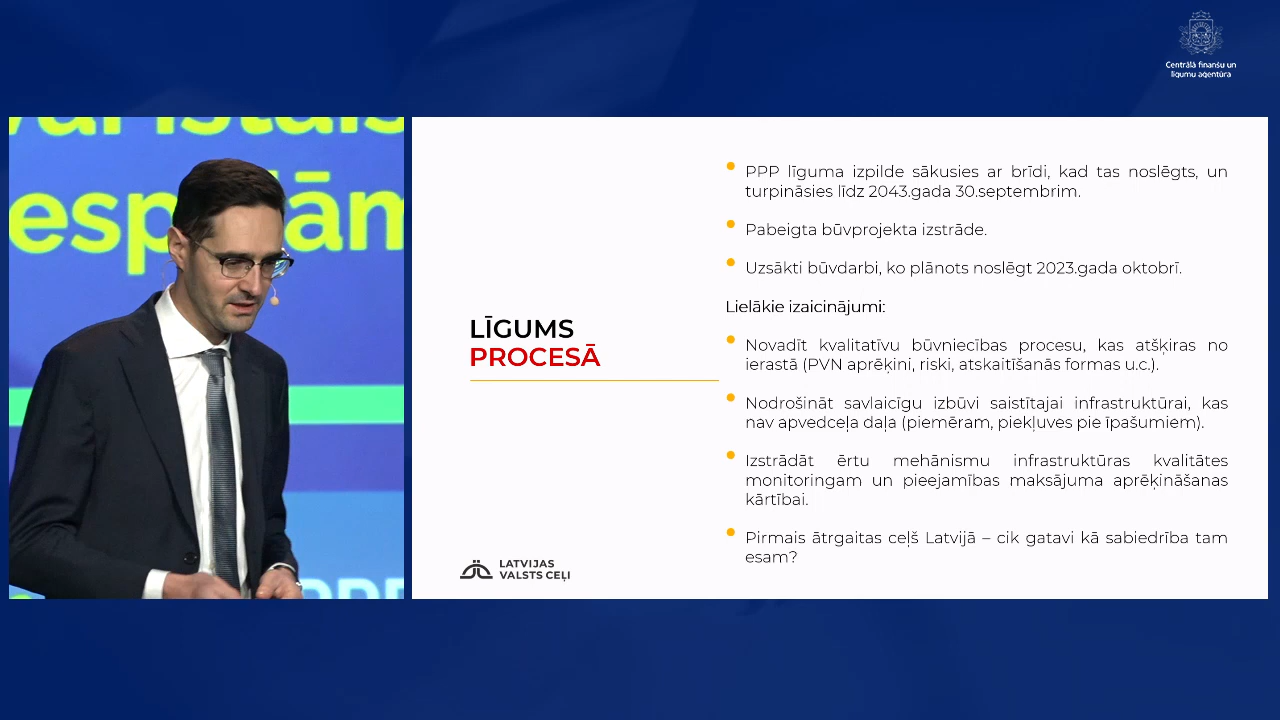 Centrālā finanšu un
līgumu aģentūra
LĪGUMS
PROCESĀ
LATVIJAS
VALSTS CEĻI
PPP līguma izpilde sākusies ar brīdi, kad tas noslēgts, un
turpināsies līdz 2043.gada 30.septembrim.
Pabeigta būvprojekta izstrāde.
Uzsākti būvdarbi, ko plānots noslēgt 2023.gada oktobrī.
Lielākie izaicinājumi:
Novadīt kvalitatīvu būvniecības procesu, kas atšķiras no
ierastā (PVN aprēķini, riski, atskaitīšanās formas u.c.).
Nodrošināt savlaicīgu izbūvi saistītajai infrastruktūrai, kas
nav apvedceļa daļa (piemēram, piekļuves pie īpašumiem).
Izstrādāt ērtu mehānismu infrastruktūras kvalitātes
monitoringam un pieejamības maksājuma aprēķināšanas
kārtībai.
Pirmais ātrgaitas ceļš Latvijā – cik gatavi kā sabiedrība tam
esam?